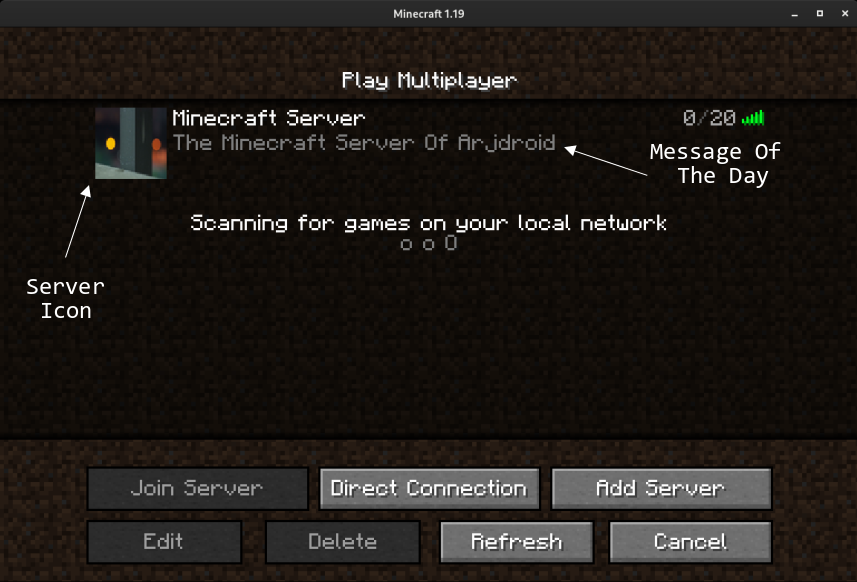 Minecraft 1.19
Play Multiplayer
Minecraft Server 0/20
The Minecraft Server Of Arjdroid
Message Of
The Day
Scanning for games on your local network
o o O
Server
Icon
Join Server Direct Connection Add Server
Edit Delete Refresh Cancel